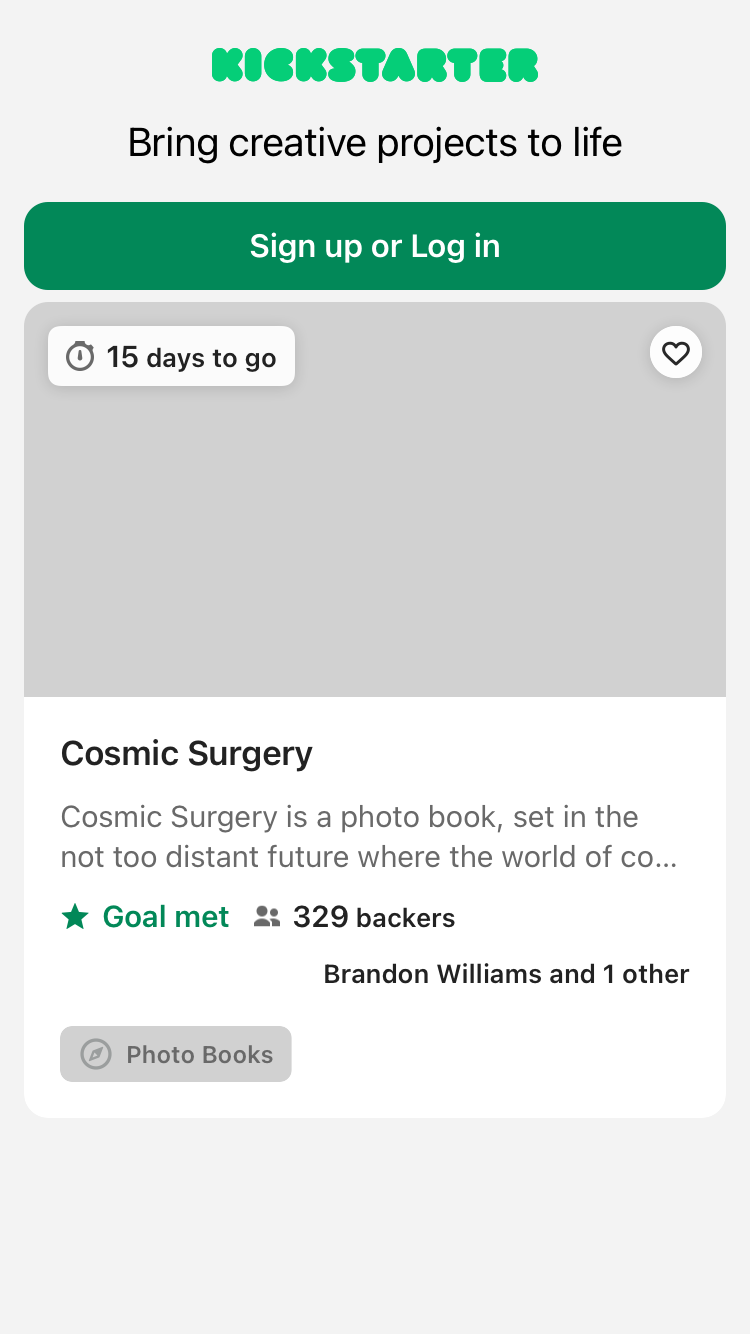 KICKSTARTER
Bring creative projects to life
Sign up or Log in
15 days to go
Cosmic Surgery
Cosmic Surgery is a photo book, set in the
not too distant future where the world of co...
Goal met 329 backers
Brandon Williams and 1 other
Photo Books